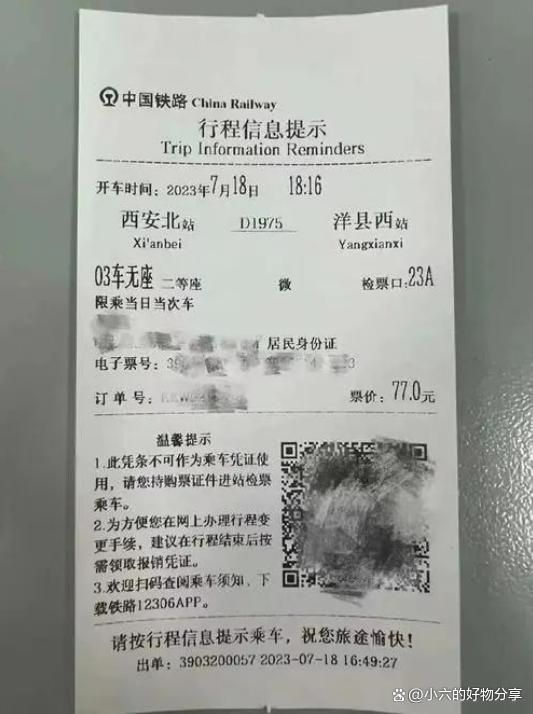 中国铁路 China Railway
行程信息提示
Trip Information Reminders
开车时间：2023年7月18日 18:16
西安北站 D1975 洋县西站
Xi'anbei Yangxianxi
03车无座 二等座 微 检票口：23A
限乘当日当次车
居民身份证
电子票号：
订单号： 票价：77.0元
温馨提示
1.此凭条不可作为乘车凭证使
用，请您持购票证件进站检票
乘车。
2.为方便您在网上办理行程变
更手续，建议在行程结束后按
需领取报销凭证。
3.欢迎扫码查阅乘车须知、下
载铁路12306APP。
请按行程信息提示乘车，祝您旅途愉快！
出单：3903200057 2023-07-18 16:49:27
小六的好物分享